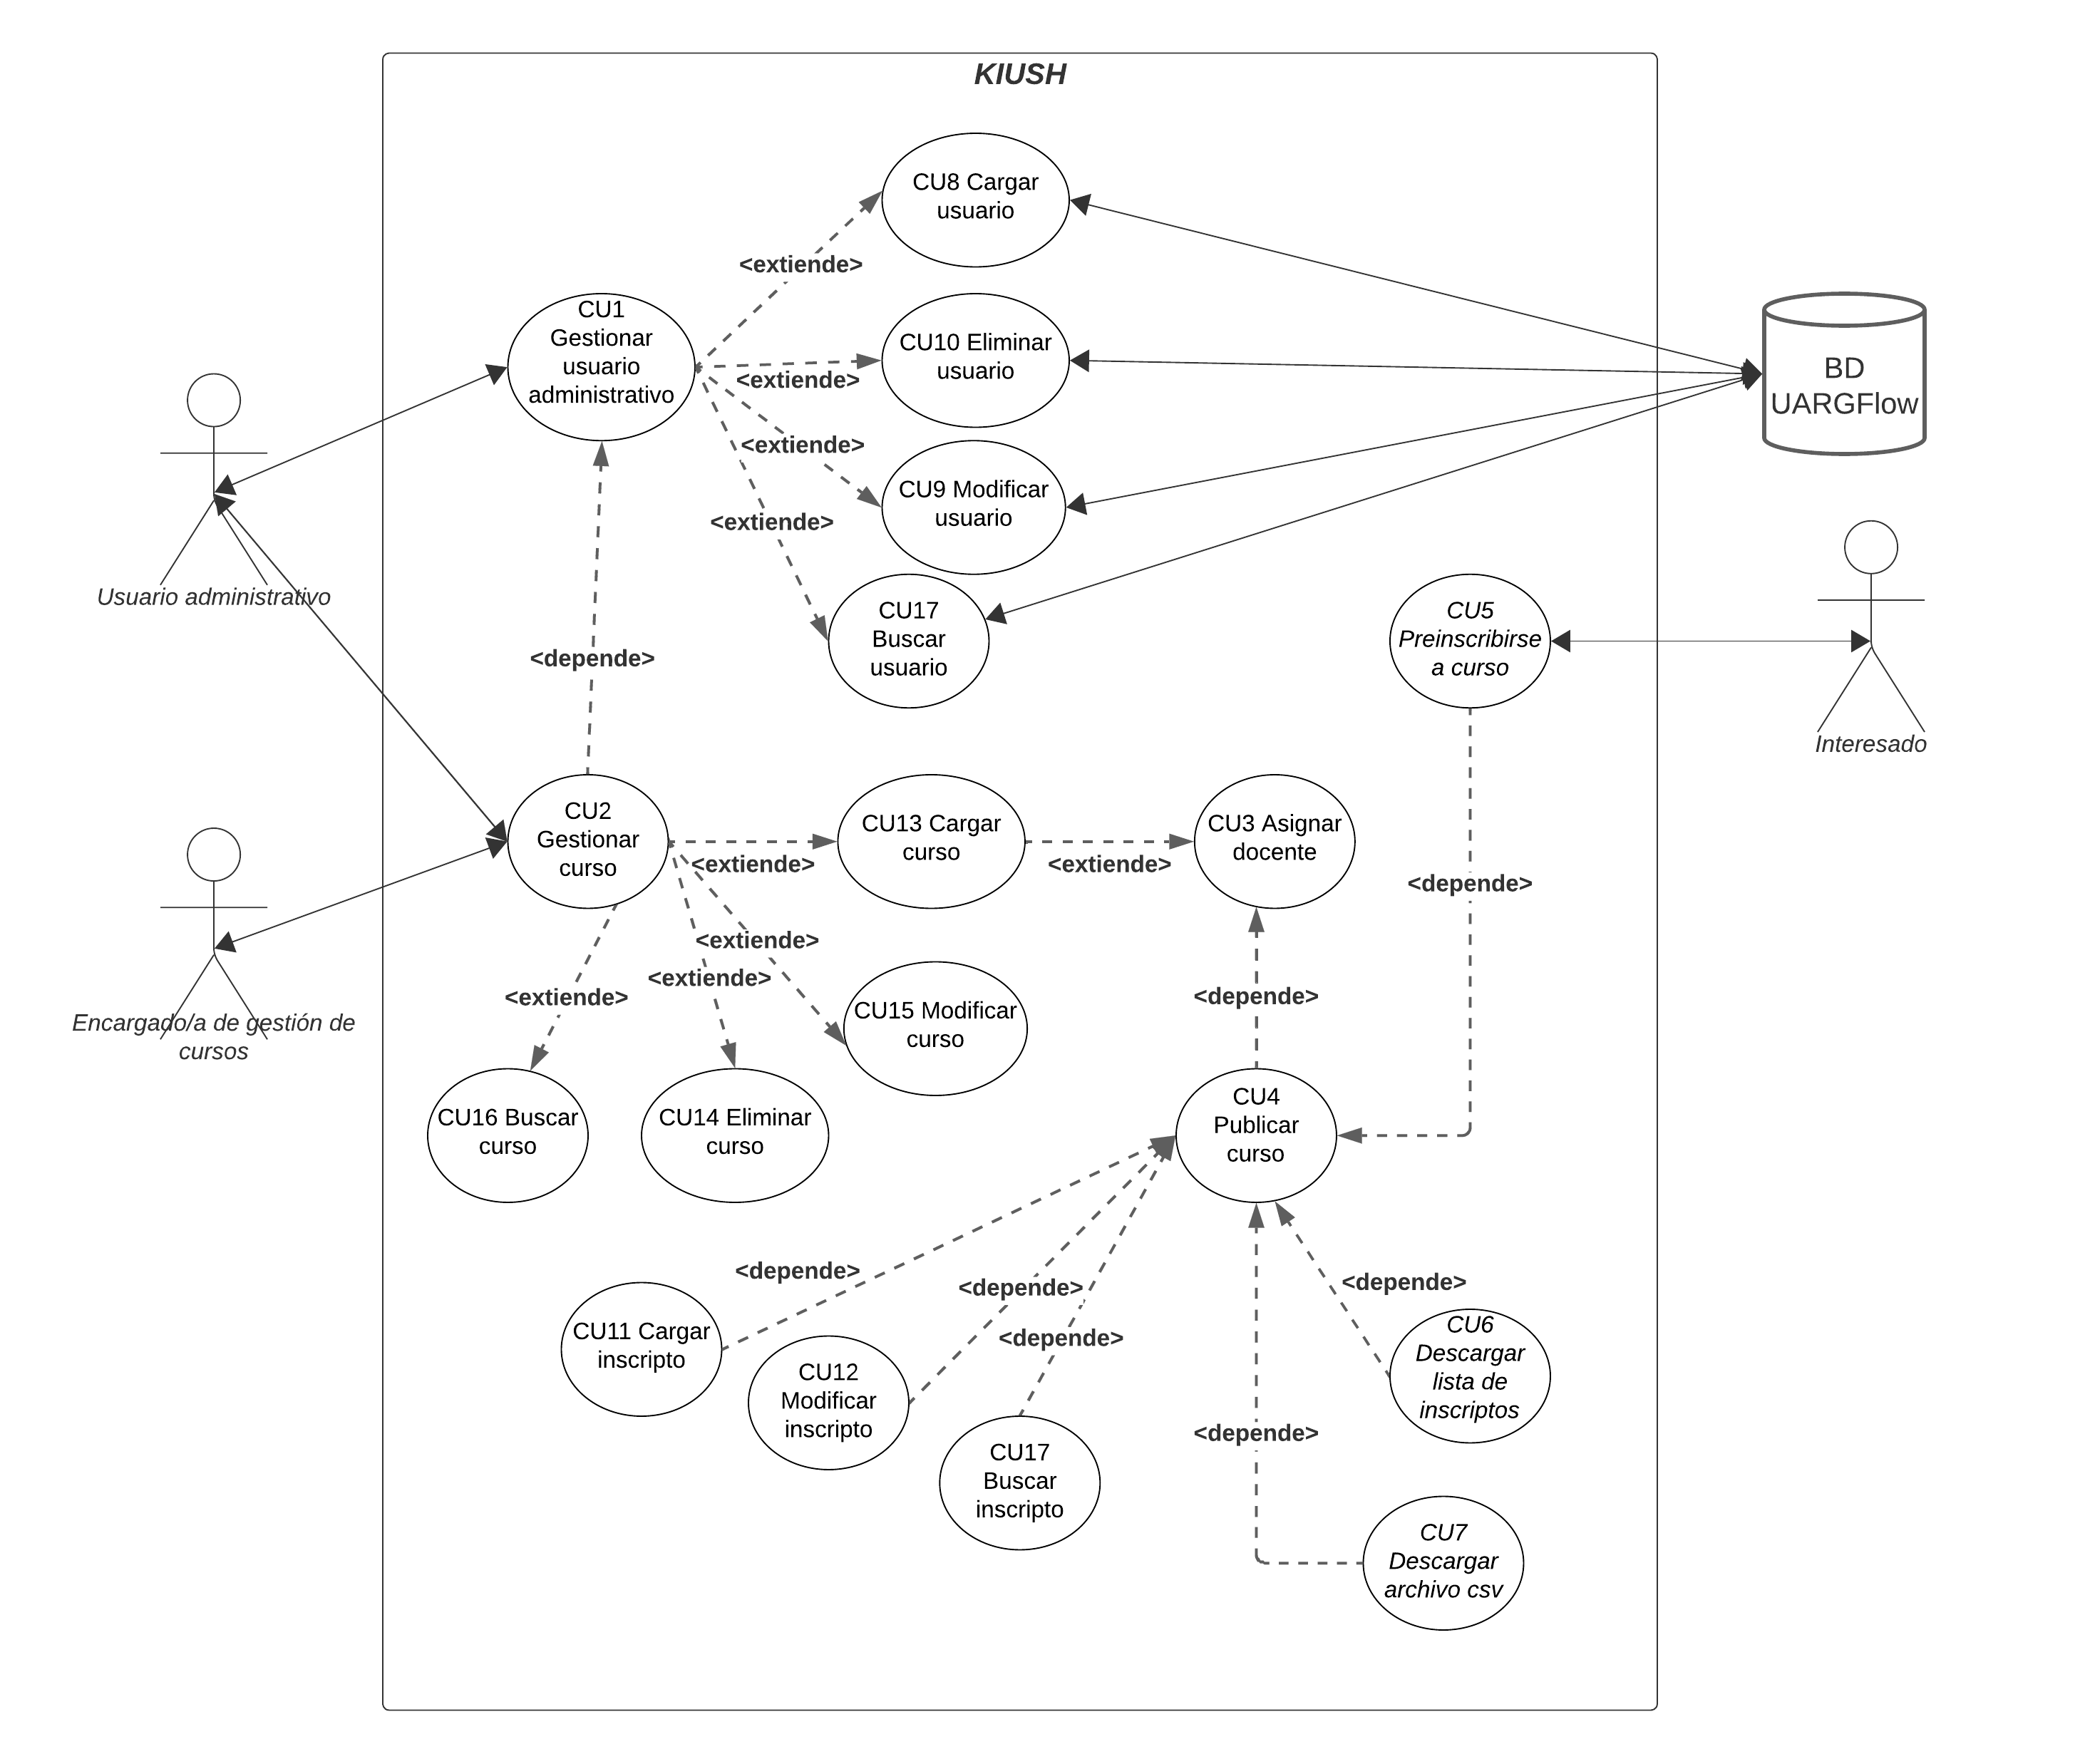 KIUSH
CU8 Cargar
usuario
<extiende>
CU1
Gestionar
usuario
administrativo
CU10 Eliminar
usuario
<extiende>
BD
UARGFlow
<extiende>
CU9 Modificar
usuario
<extiende>
Usuario administrativo
CU17
Buscar
usuario
CU5
Preinscribirse
a curso
<depende>
Interesado
CU2
Gestionar
curso
CU13 Cargar
curso
CU3 Asignar
docente
<extiende>
<extiende>
<depende>
<extiende>
<extiende>
<extiende>
<depende>
Encargado/a de gestión de
cursos
CU15 Modificar
curso
CU16 Buscar
curso
CU14 Eliminar
curso
CU4
Publicar
curso
<depende>
<depende>
<depende>
<depende>
CU11 Cargar
inscripto
CU12
Modificar
inscripto
CU6
Descargar
lista de
inscriptos
<depende>
CU17
Buscar
inscripto
CU7
Descargar
archivo csv